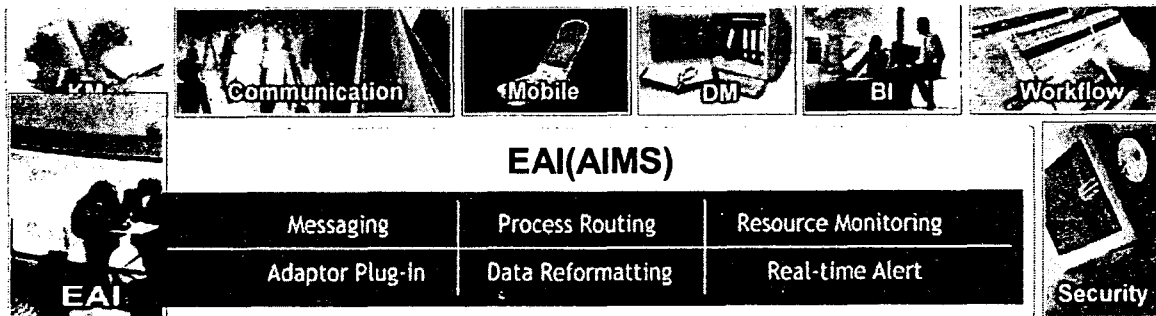 KM
Communication
Mobile
DM
BI
Workflow
EAI(AIMS)
Messaging
Process Routing
Resource Monitoring
Adaptor Plug-In
Data Reformatting
Real-time Alert
EAI
Security